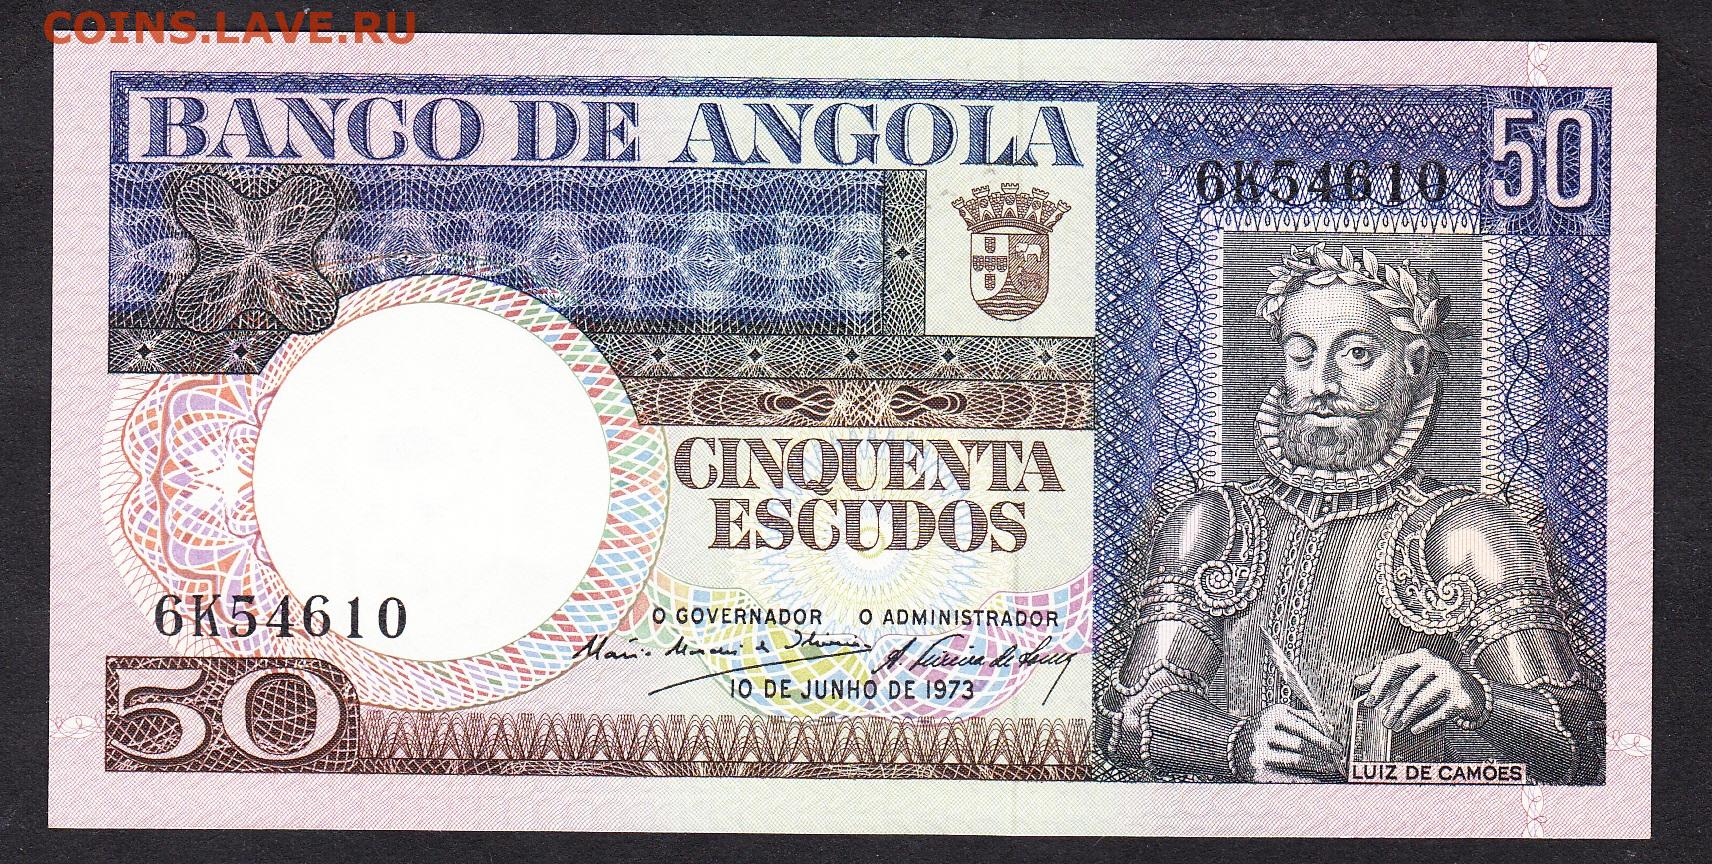 COINS.LAVE.RU
BANCO DE ANGOLA
50
6K54610
CINQUENTA
ESCUDOS
6K54610
O GOVERNADOR O ADMINISTRADOR
10 DE JUNHO DE 1973
50
LUIZ DE CAMÕES